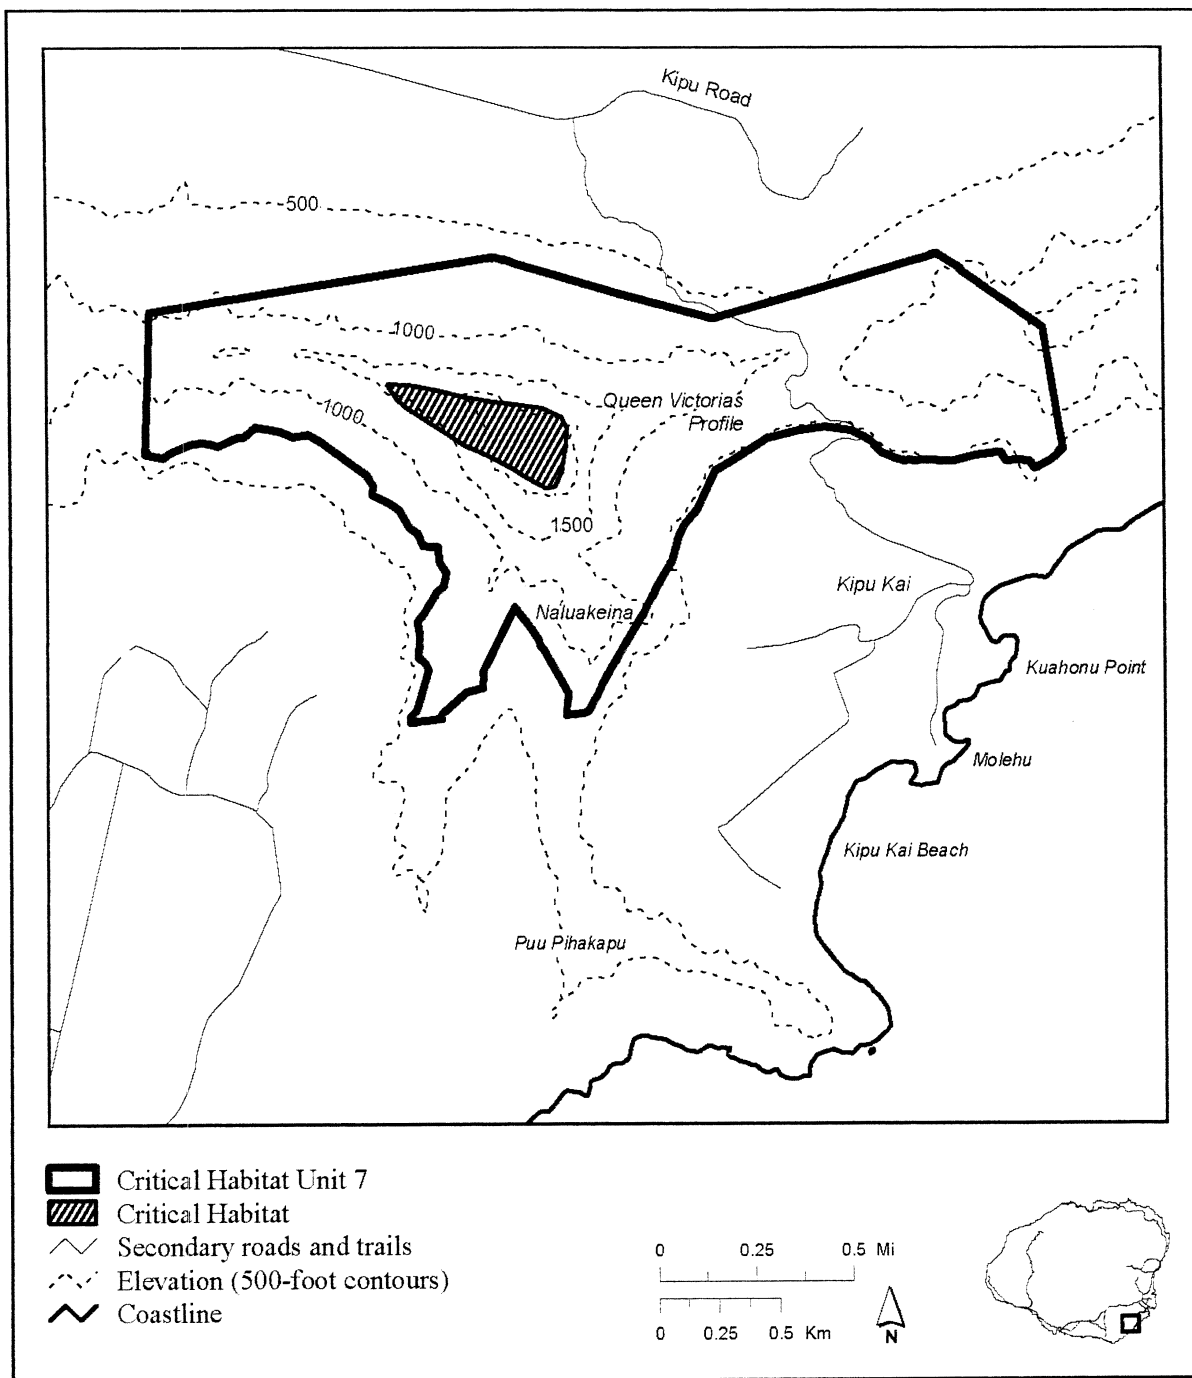 Kipu Road
500
1000
1000
Queen Victorias
Profile
1500
Kipu Kai
Naluakeina
Kuahonu Point
Molehu
Kipu Kai Beach
Puu Pihakapu
Critical Habitat Unit 7
Critical Habitat
Secondary roads and trails
Elevation (500-foot contours)
Coastline
0 0.25 0.5 Mi
0 0.25 0.5 Km
N